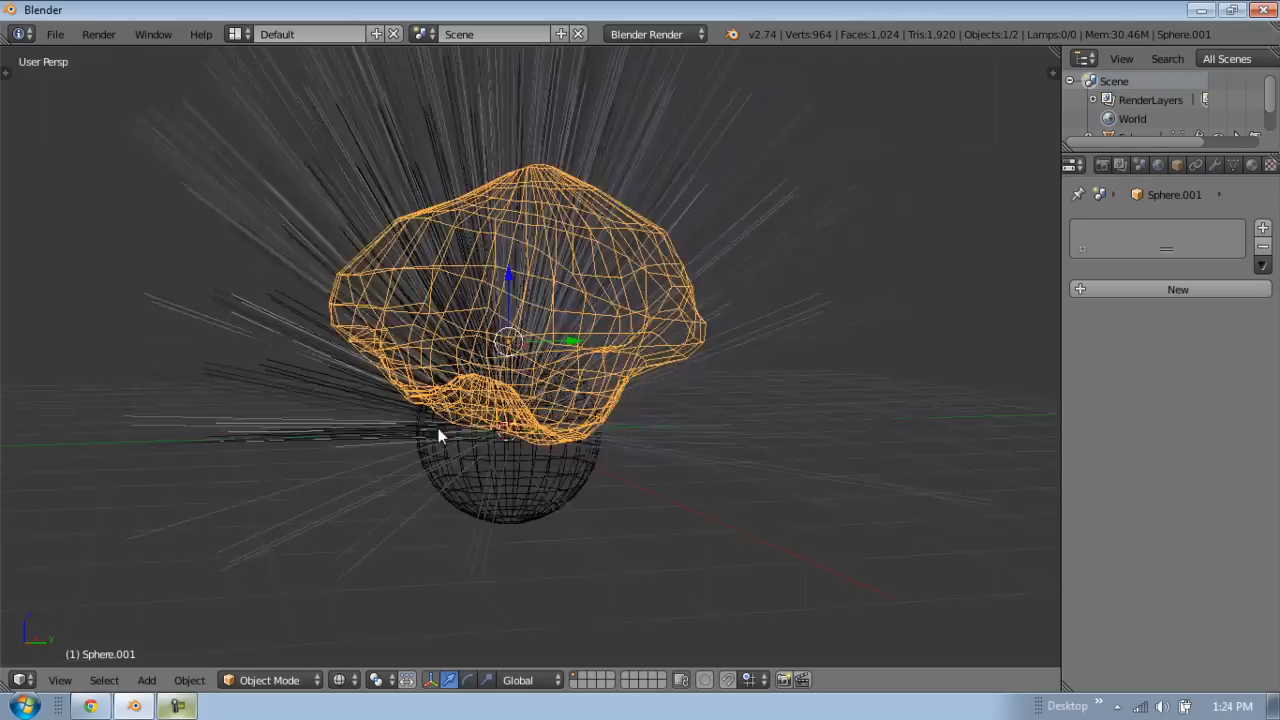 Blender
File Render Window Help Default Scene Blender Render v2.74 | Verts:964 | Faces:1,024 | Tris:1,920 | Objects:1/2 | Lamps:0/0 | Mem:30.46M | Sphere.001
User Persp
View Search All Scenes
Scene
RenderLayers
World
Sphere.001
New
(1) Sphere.001
View Select Add Object Object Mode Global
Desktop 1:24 PM